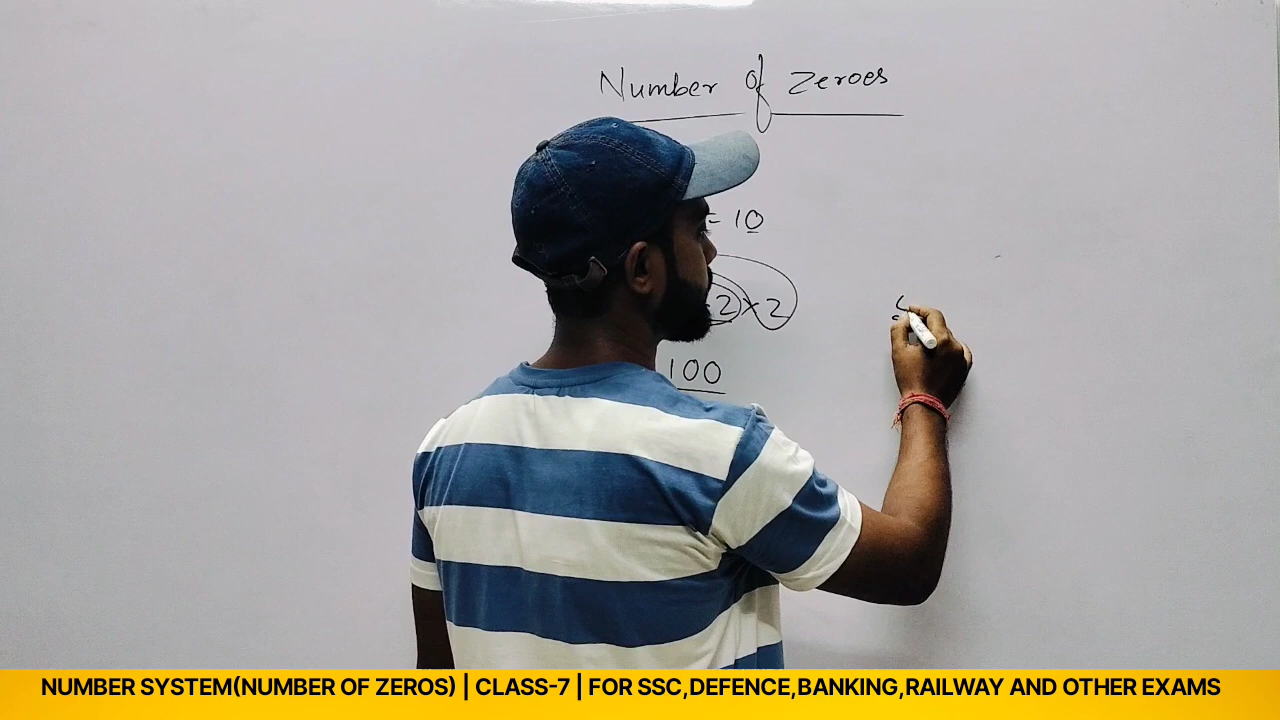 Number of Zeroes
= 10
2 × 2
100
NUMBER SYSTEM(NUMBER OF ZEROS) | CLASS-7 | FOR SSC,DEFENCE,BANKING,RAILWAY AND OTHER EXAMS